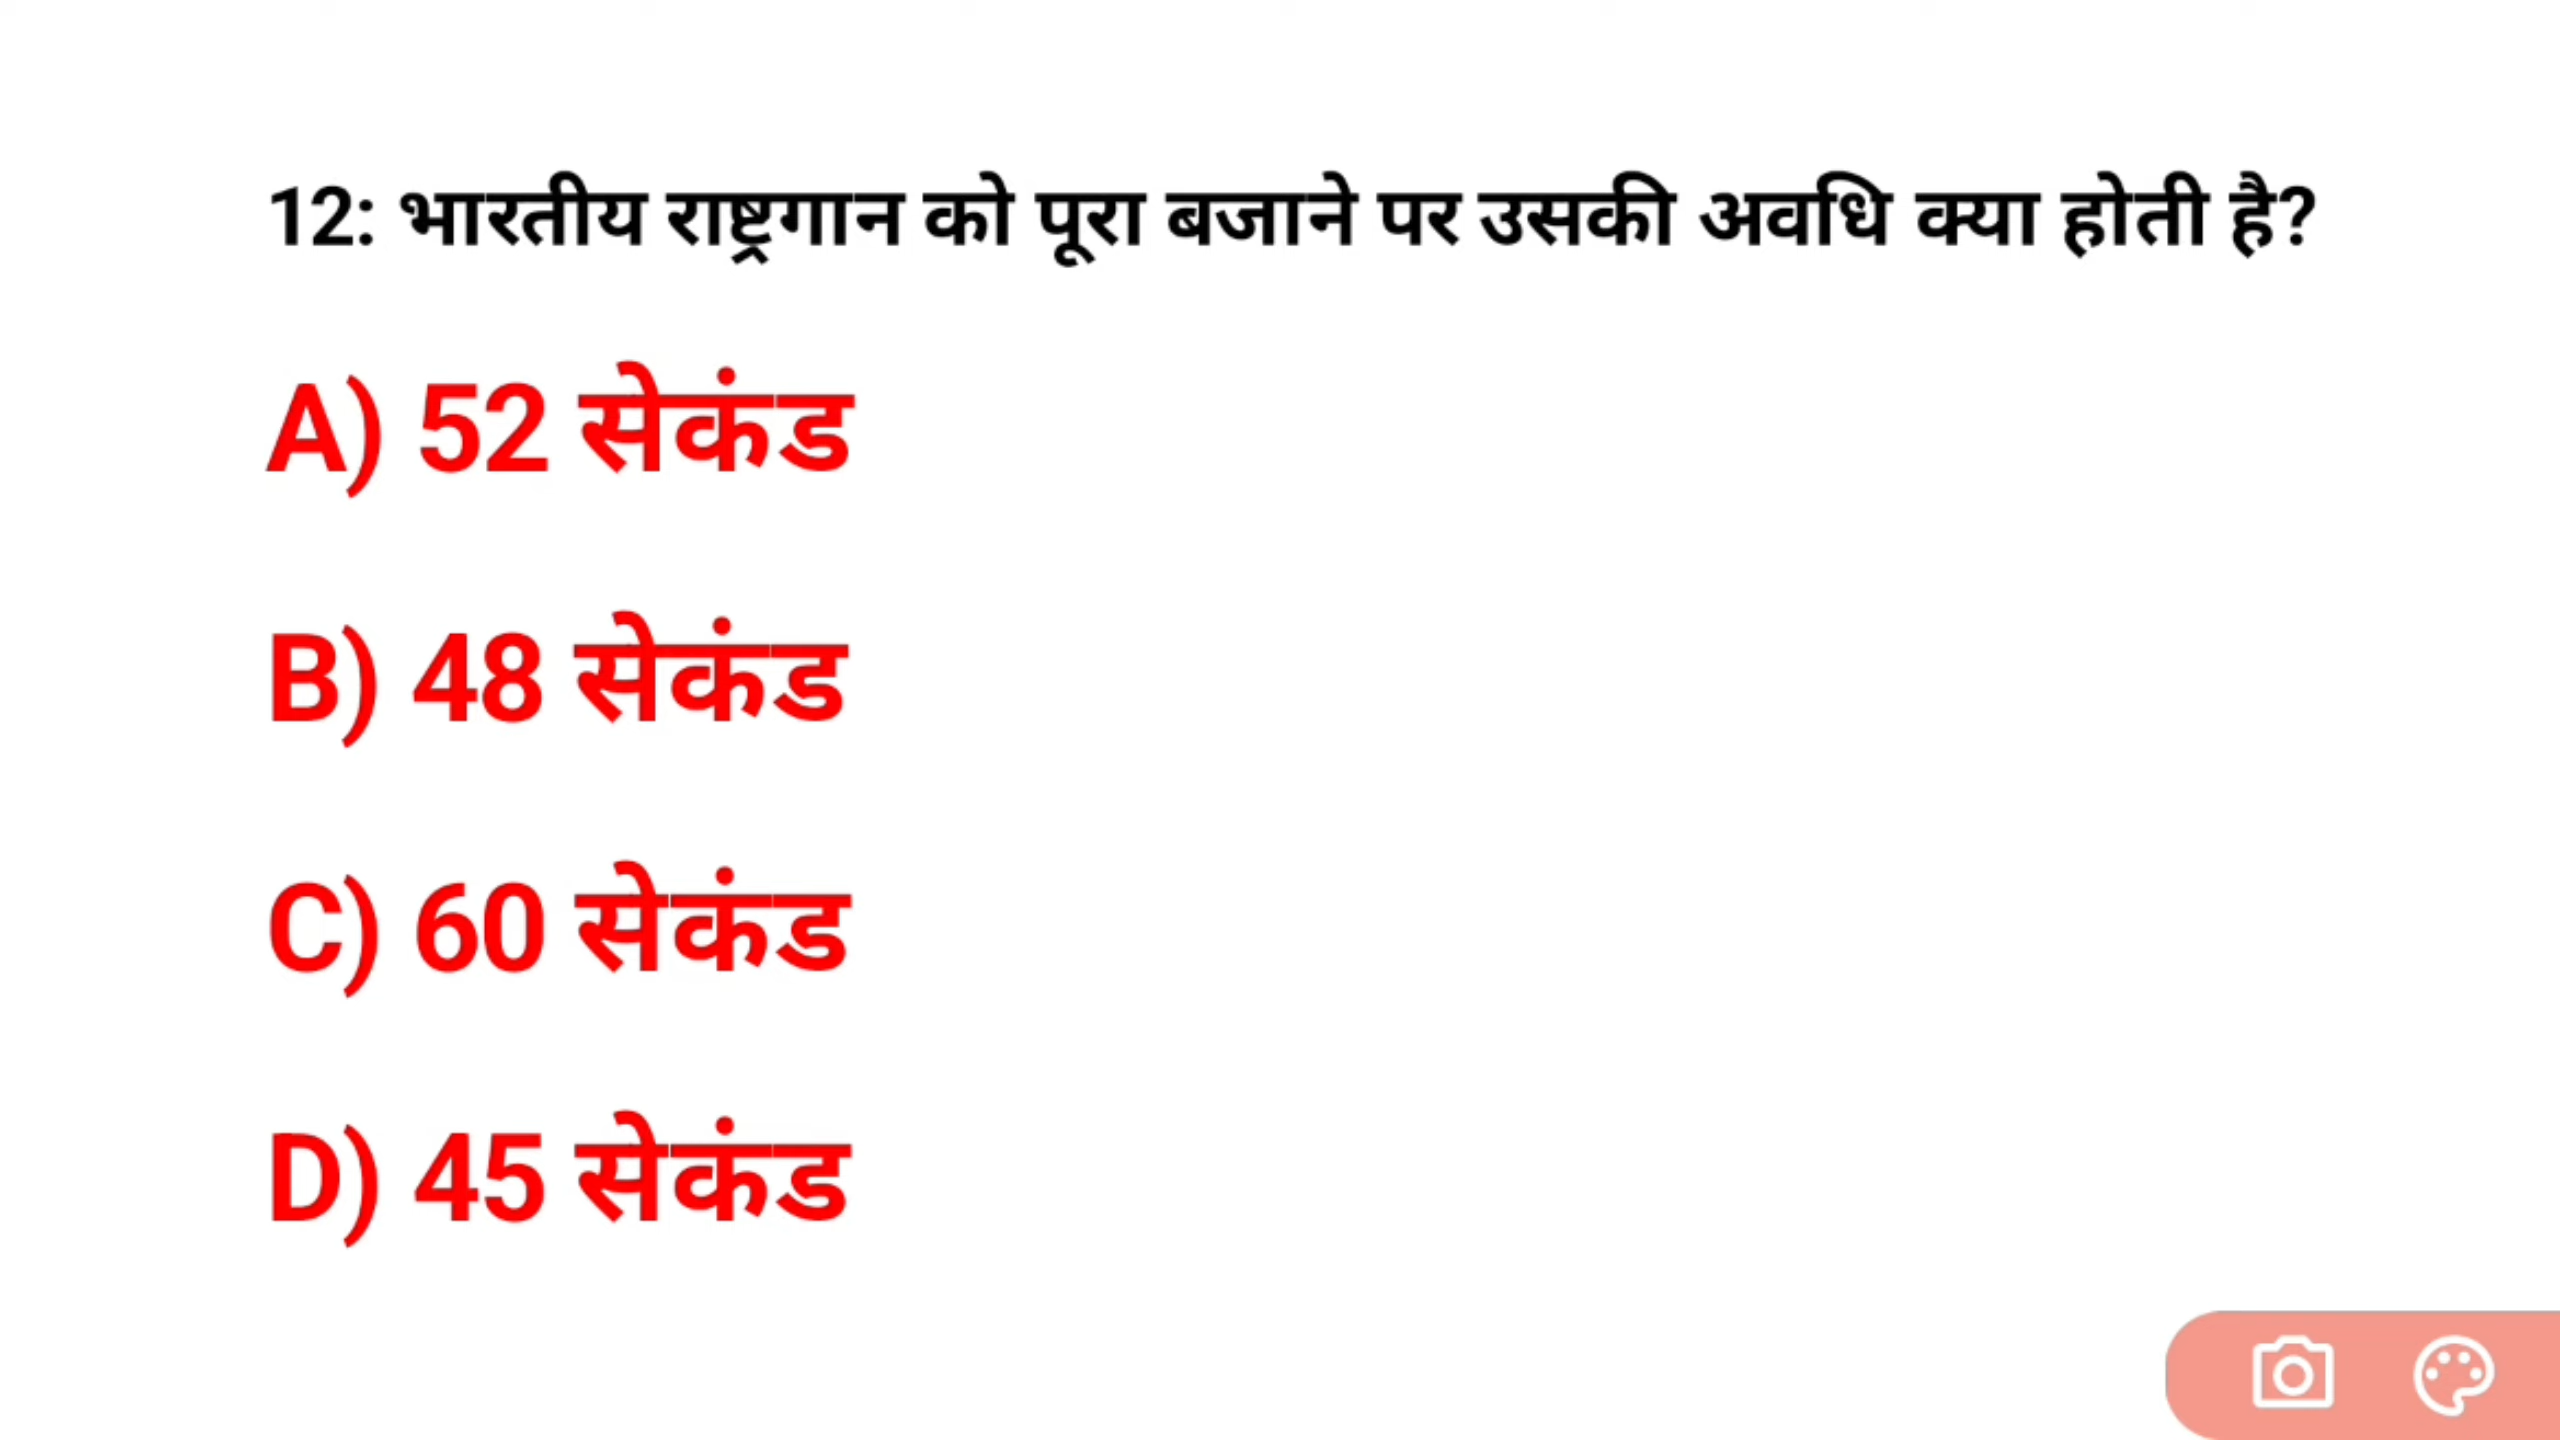 12: भारतीय राष्ट्रगान को पूरा बजाने पर उसकी अवधि क्या होती है?
A) 52 सेकंड
B) 48 सेकंड
C) 60 सेकंड
D) 45 सेकंड